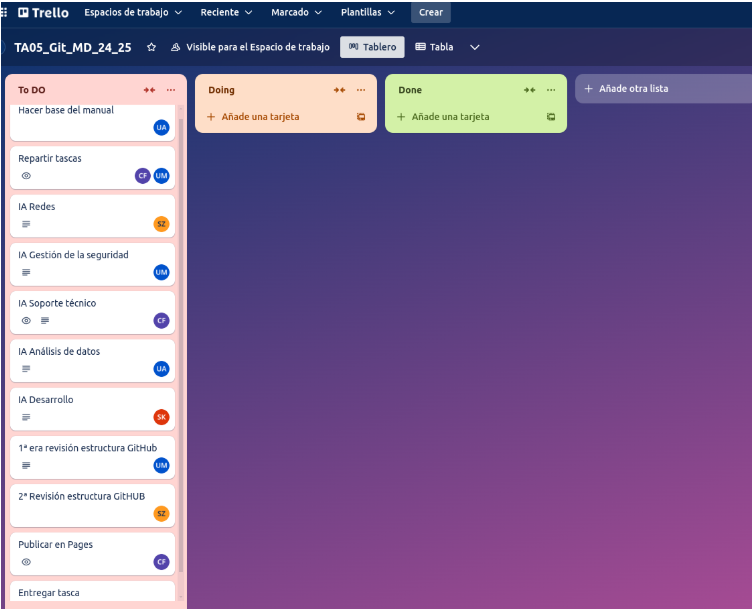 Trello Espacios de trabajo Reciente Marcado Plantillas Crear
TA05_Git_MD_24_25 Visible para el Espacio de trabajo Tablero Tabla
To DO
Hacer base del manual
UA
Repartir tascas
CF UM
IA Redes
SZ
IA Gestión de la seguridad
UM
IA Soporte técnico
CF
IA Análisis de datos
UA
IA Desarrollo
SK
1ª era revisión estructura GitHub
UM
2ª Revisión estructura GitHUB
SZ
Publicar en Pages
CF
Entregar tasca
Doing
+ Añade una tarjeta
Done
+ Añade una tarjeta
+ Añade otra lista